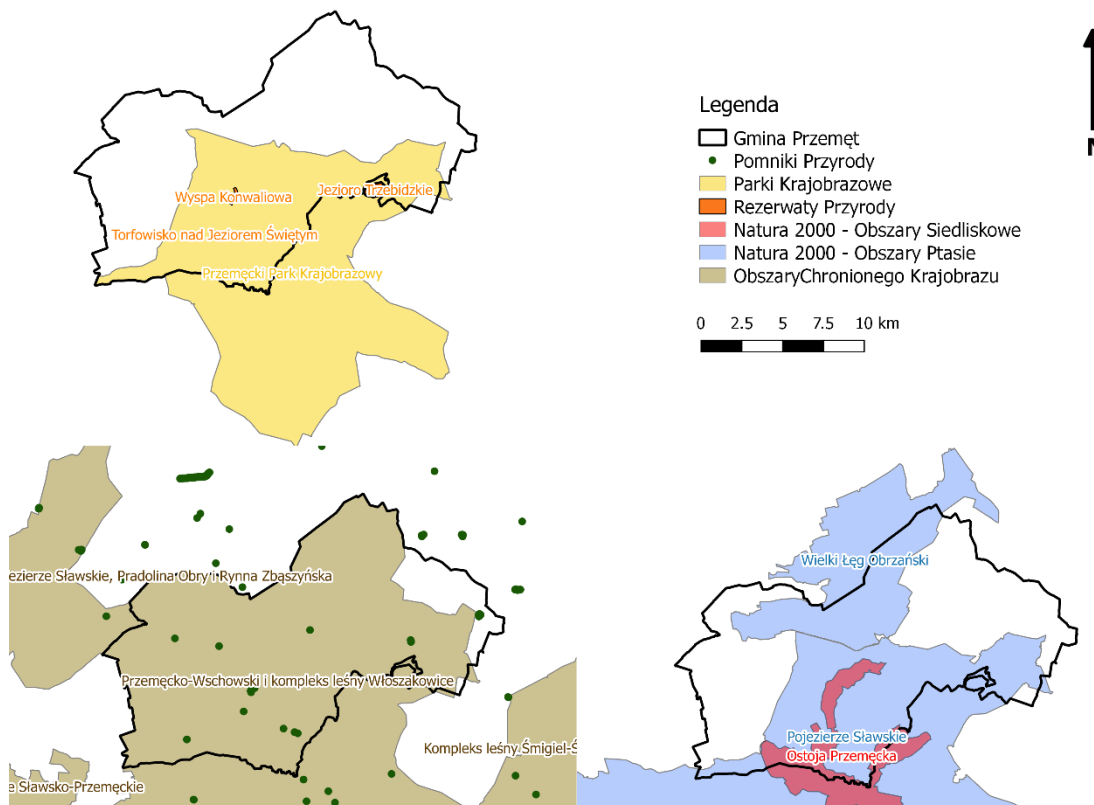 Wyspa Konwaliowa
Jezioro Trzebidzkie
Torfowisko nad Jeziorem Świętym
Przemęcki Park Krajobrazowy
Legenda
Gmina Przemęt
Pomniki Przyrody
Parki Krajobrazowe
Rezerwaty Przyrody
Natura 2000 - Obszary Siedliskowe
Natura 2000 - Obszary Ptasie
ObszaryChronionego Krajobrazu
0 2.5 5 7.5 10 km
N
ezierze Sławskie, Pradolina Obry i Rynna Zbąszyńska
Przemęcko-Wschowski i kompleks leśny Włoszakowice
Kompleks leśny Śmigiel-Ś
e Sławsko-Przemęckie
Wielki Łęg Obrzański
Pojezierze Sławskie
Ostoja Przemęcka